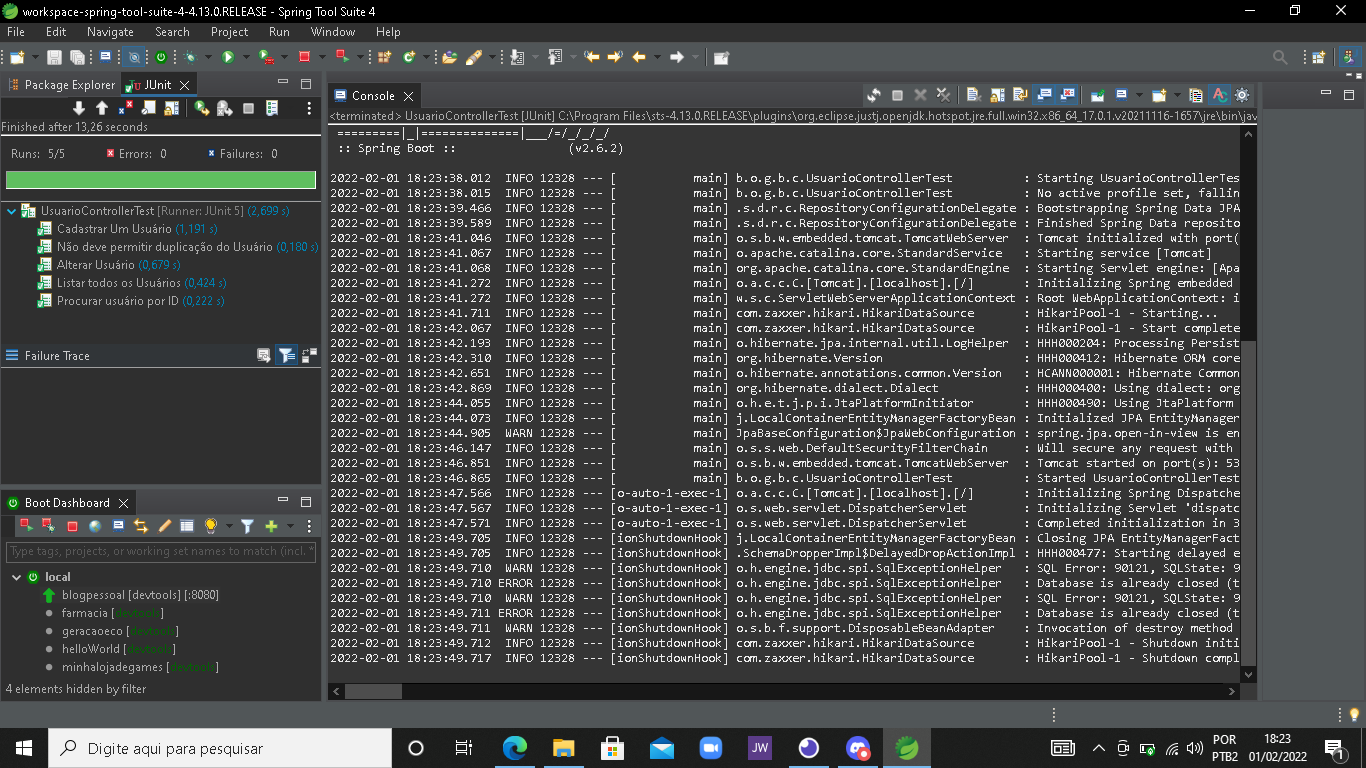 workspace-spring-tool-suite-4-4.13.0.RELEASE - Spring Tool Suite 4
File Edit Navigate Search Project Run Window Help
Package Explorer JUnit
Finished after 13,26 seconds
Runs: 5/5 Errors: 0 Failures: 0
UsuarioControllerTest [Runner: JUnit 5] (2,699 s)
Cadastrar Um Usuário (1,191 s)
Não deve permitir duplicação do Usuário (0,180 s)
Alterar Usuário (0,679 s)
Listar todos os Usuários (0,424 s)
Procurar usuário por ID (0,222 s)
Failure Trace
Boot Dashboard
Type tags, projects, or working set names to match (incl. *
local
blogpessoal [devtools] [:8080]
farmacia [devtools]
geracaoeco [devtools]
helloWorld [devtools]
minhalojadegames [devtools]
4 elements hidden by filter
Console
<terminated> UsuarioControllerTest [JUnit] C:\Program Files\sts-4.13.0.RELEASE\plugins\org.eclipse.justj.openjdk.hotspot.jre.full.win32.x86_64_17.0.1.v20211116-1657\jre\bin\jav
=========|_|==============|___/=/_/_/_/
:: Spring Boot :: (v2.6.2)
2022-02-01 18:23:38.012 INFO 12328 --- [ main] b.o.g.b.c.UsuarioControllerTest : Starting UsuarioControllerTes
2022-02-01 18:23:38.015 INFO 12328 --- [ main] b.o.g.b.c.UsuarioControllerTest : No active profile set, fallin
2022-02-01 18:23:39.466 INFO 12328 --- [ main] .s.d.r.c.RepositoryConfigurationDelegate : Bootstrapping Spring Data JPA
2022-02-01 18:23:39.589 INFO 12328 --- [ main] .s.d.r.c.RepositoryConfigurationDelegate : Finished Spring Data reposito
2022-02-01 18:23:41.046 INFO 12328 --- [ main] o.s.b.w.embedded.tomcat.TomcatWebServer : Tomcat initialized with port(
2022-02-01 18:23:41.067 INFO 12328 --- [ main] o.apache.catalina.core.StandardService : Starting service [Tomcat]
2022-02-01 18:23:41.068 INFO 12328 --- [ main] org.apache.catalina.core.StandardEngine : Starting Servlet engine: [Apa
2022-02-01 18:23:41.272 INFO 12328 --- [ main] o.a.c.c.C.[Tomcat].[localhost].[/] : Initializing Spring embedded
2022-02-01 18:23:41.272 INFO 12328 --- [ main] w.s.c.ServletWebServerApplicationContext : Root WebApplicationContext: i
2022-02-01 18:23:41.711 INFO 12328 --- [ main] com.zaxxer.hikari.HikariDataSource : HikariPool-1 - Starting...
2022-02-01 18:23:42.067 INFO 12328 --- [ main] com.zaxxer.hikari.HikariDataSource : HikariPool-1 - Start complete
2022-02-01 18:23:42.193 INFO 12328 --- [ main] o.hibernate.jpa.internal.util.LogHelper : HHH000204: Processing Persist
2022-02-01 18:23:42.310 INFO 12328 --- [ main] org.hibernate.Version : HHH000412: Hibernate ORM core
2022-02-01 18:23:42.651 INFO 12328 --- [ main] o.hibernate.annotations.common.Version : HCANN000001: Hibernate Common
2022-02-01 18:23:42.869 INFO 12328 --- [ main] org.hibernate.dialect.Dialect : HHH000400: Using dialect: org
2022-02-01 18:23:44.055 INFO 12328 --- [ main] o.h.e.t.j.p.i.JtaPlatformInitiator : HHH000490: Using JtaPlatform
2022-02-01 18:23:44.073 INFO 12328 --- [ main] j.LocalContainerEntityManagerFactoryBean : Initialized JPA EntityManager
2022-02-01 18:23:44.905 WARN 12328 --- [ main] JpaBaseConfiguration$JpaWebConfiguration : spring.jpa.open-in-view is en
2022-02-01 18:23:46.147 INFO 12328 --- [ main] o.s.s.web.DefaultSecurityFilterChain : Will secure any request with
2022-02-01 18:23:46.851 INFO 12328 --- [ main] o.s.b.w.embedded.tomcat.TomcatWebServer : Tomcat started on port(s): 53
2022-02-01 18:23:46.865 INFO 12328 --- [ main] b.o.g.b.c.UsuarioControllerTest : Started UsuarioControllerTest
2022-02-01 18:23:47.566 INFO 12328 --- [o-auto-1-exec-1] o.a.c.c.C.[Tomcat].[localhost].[/] : Initializing Spring Dispatche
2022-02-01 18:23:47.567 INFO 12328 --- [o-auto-1-exec-1] o.s.web.servlet.DispatcherServlet : Initializing Servlet 'dispatc
2022-02-01 18:23:47.571 INFO 12328 --- [o-auto-1-exec-1] o.s.web.servlet.DispatcherServlet : Completed initialization in 3
2022-02-01 18:23:49.705 INFO 12328 --- [ionShutdownHook] j.LocalContainerEntityManagerFactoryBean : Closing JPA EntityManagerFact
2022-02-01 18:23:49.705 INFO 12328 --- [ionShutdownHook] .SchemaDropperImpl$DelayedDropActionImpl : HHH000477: Starting delayed e
2022-02-01 18:23:49.710 WARN 12328 --- [ionShutdownHook] o.h.engine.jdbc.spi.SqlExceptionHelper : SQL Error: 90121, SQLState: 9
2022-02-01 18:23:49.710 ERROR 12328 --- [ionShutdownHook] o.h.engine.jdbc.spi.SqlExceptionHelper : Database is already closed (t
2022-02-01 18:23:49.710 WARN 12328 --- [ionShutdownHook] o.h.engine.jdbc.spi.SqlExceptionHelper : SQL Error: 90121, SQLState: 9
2022-02-01 18:23:49.711 ERROR 12328 --- [ionShutdownHook] o.h.engine.jdbc.spi.SqlExceptionHelper : Database is already closed (t
2022-02-01 18:23:49.711 WARN 12328 --- [ionShutdownHook] o.s.b.f.support.DisposableBeanAdapter : Invocation of destroy method
2022-02-01 18:23:49.712 INFO 12328 --- [ionShutdownHook] com.zaxxer.hikari.HikariDataSource : HikariPool-1 - Shutdown initi
2022-02-01 18:23:49.717 INFO 12328 --- [ionShutdownHook] com.zaxxer.hikari.HikariDataSource : HikariPool-1 - Shutdown compl
Digite aqui para pesquisar
JW
POR
PTB2
18:23
01/02/2022
1